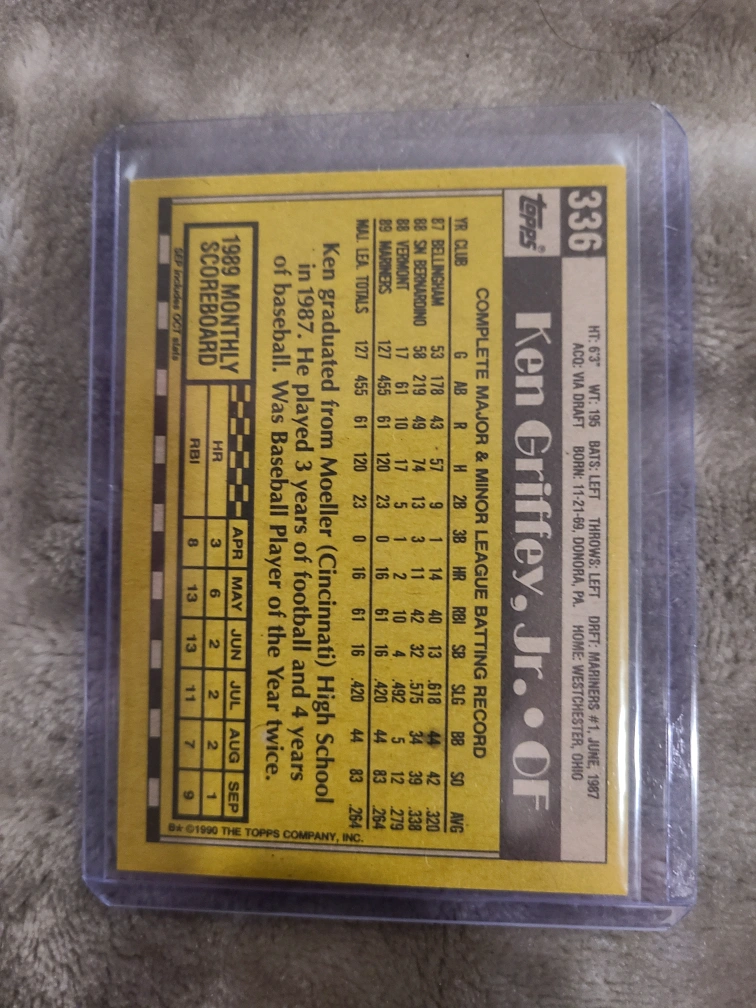 336
HT: 6'3" WT: 195 BATS: LEFT THROWS: LEFT DRFT: MARINERS #1, JUNE, 1987
ACQ: VIA DRAFT BORN: 11-21-69, DONORA, PA. HOME: WESTCHESTER, OHIO
Topps® Ken Griffey, Jr. • OF
COMPLETE MAJOR & MINOR LEAGUE BATTING RECORD
YR CLUB G AB R H 2B 3B HR RBI SB SLG BB SO AVG
87 BELLINGHAM 53 178 43 57 9 1 14 40 13 .618 44 42 .320
88 SN BERNARDINO 58 219 49 74 13 3 11 42 32 .575 34 39 .338
88 VERMONT 17 61 10 17 5 1 2 10 4 .492 5 12 .279
89 MARINERS 127 455 61 120 23 0 16 61 16 .420 44 83 .264
MAJ. LEA. TOTALS 127 455 61 120 23 0 16 61 16 .420 44 83 .264
Ken graduated from Moeller (Cincinnati) High School
in 1987. He played 3 years of football and 4 years
of baseball. Was Baseball Player of the Year twice.
1989 MONTHLY
SCOREBOARD
APR MAY JUN JUL AUG SEP
HR 3 6 2 2 2 1
RBI 8 13 13 11 7 9
SEP includes OCT stats
B* ©1990 THE TOPPS COMPANY, INC.